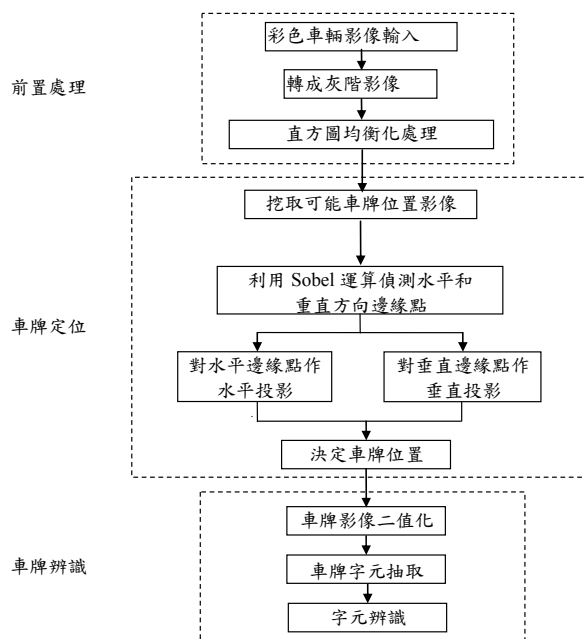 彩色車輛影像輸入
前置處理
轉成灰階影像
直方圖均衡化處理
挖取可能車牌位置影像
利用 Sobel 運算偵測水平和
垂直方向邊緣點
車牌定位
對水平邊緣點作
水平投影
對垂直邊緣點作
垂直投影
決定車牌位置
車牌影像二值化
車牌辨識
車牌字元抽取
字元辨識